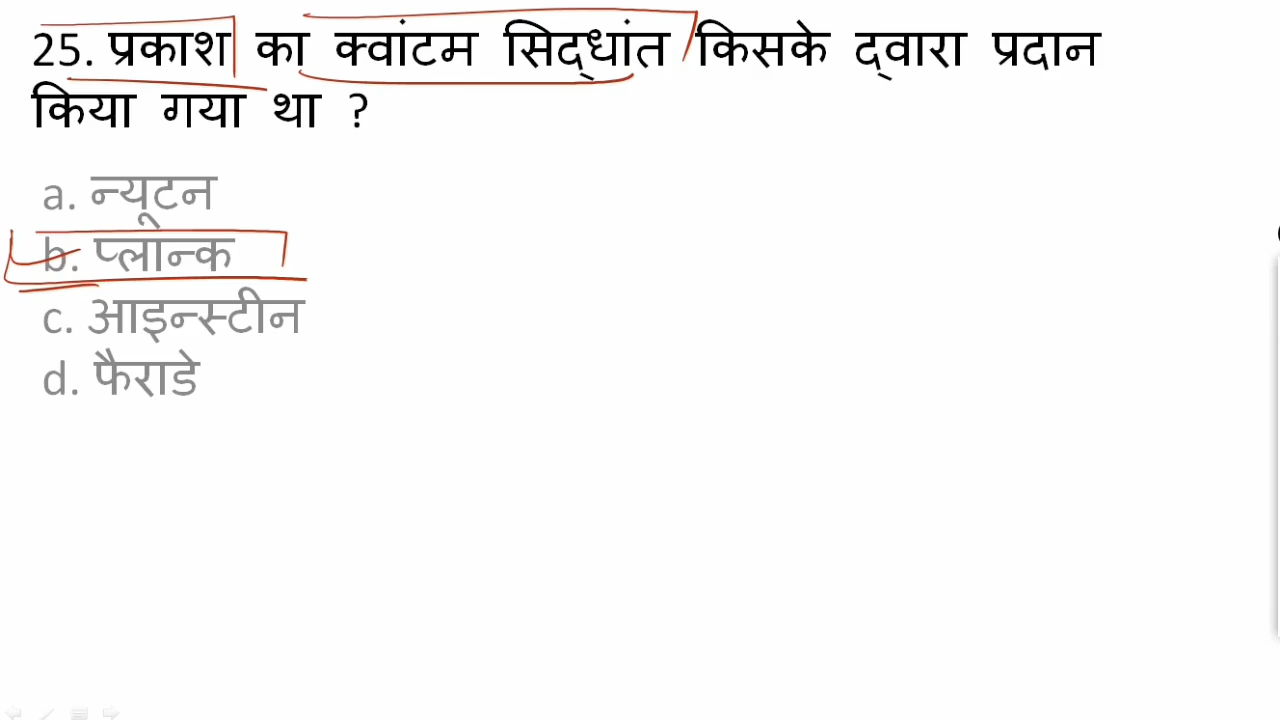 25. प्रकाश का क्वांटम सिद्धांत किसके द्वारा प्रदान
किया गया था ?
a. न्यूटन
b. प्लान्क
c. आइन्स्टीन
d. फैराडे